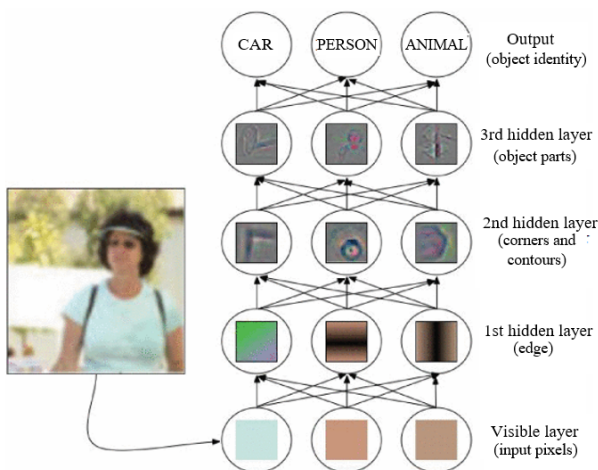 CAR PERSON ANIMAL
Output
(object identity)
3rd hidden layer
(object parts)
2nd hidden layer
(corners and
contours)
1st hidden layer
(edge)
Visible layer
(input pixels)